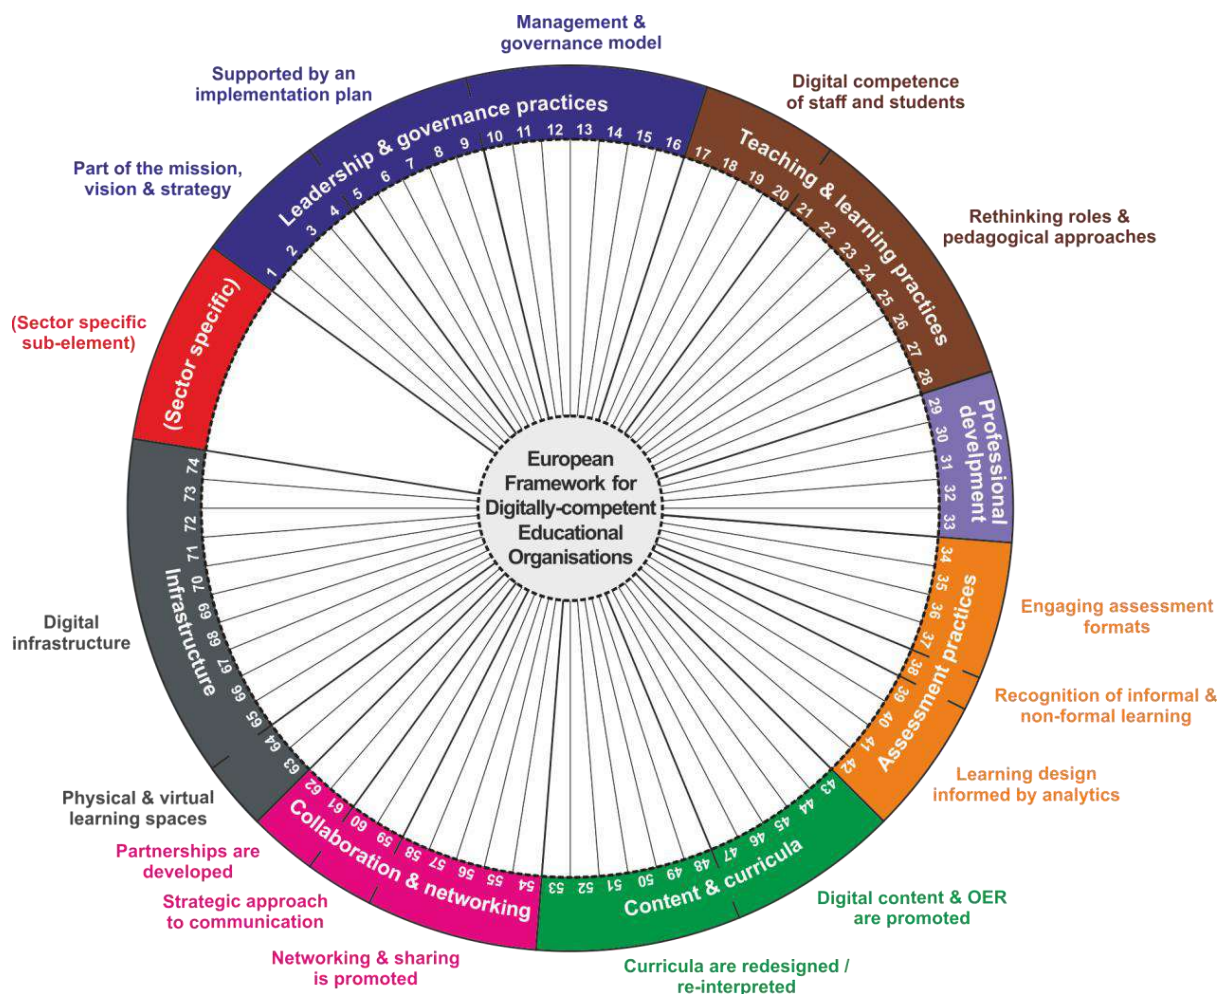 Management &
governance model
Supported by an
implementation plan
Digital competence
of staff and students
Part of the mission,
vision & strategy
Rethinking roles &
pedagogical approaches
(Sector specific
sub-element)
Leadership & governance practices
Teaching & learning practices
Professional
develpment
Assessment practices
Content & curricula
Collaboration & networking
Infrastructure
(Sector specific)
1
2
3
4
5
6
7
8
9
10
11
12
13
14
15
16
17
18
19
20
21
22
23
24
25
26
27
28
29
30
31
32
33
34
35
36
37
38
39
40
41
42
43
44
45
46
47
48
49
50
51
52
53
54
55
56
57
58
59
60
61
62
63
64
65
66
67
68
69
70
71
72
73
74
European
Framework for
Digitally-competent
Educational
Organisations
Engaging assessment
formats
Recognition of informal &
non-formal learning
Learning design
informed by analytics
Digital content & OER
are promoted
Curricula are redesigned /
re-interpreted
Networking & sharing
is promoted
Strategic approach
to communication
Partnerships are
developed
Physical & virtual
learning spaces
Digital
infrastructure